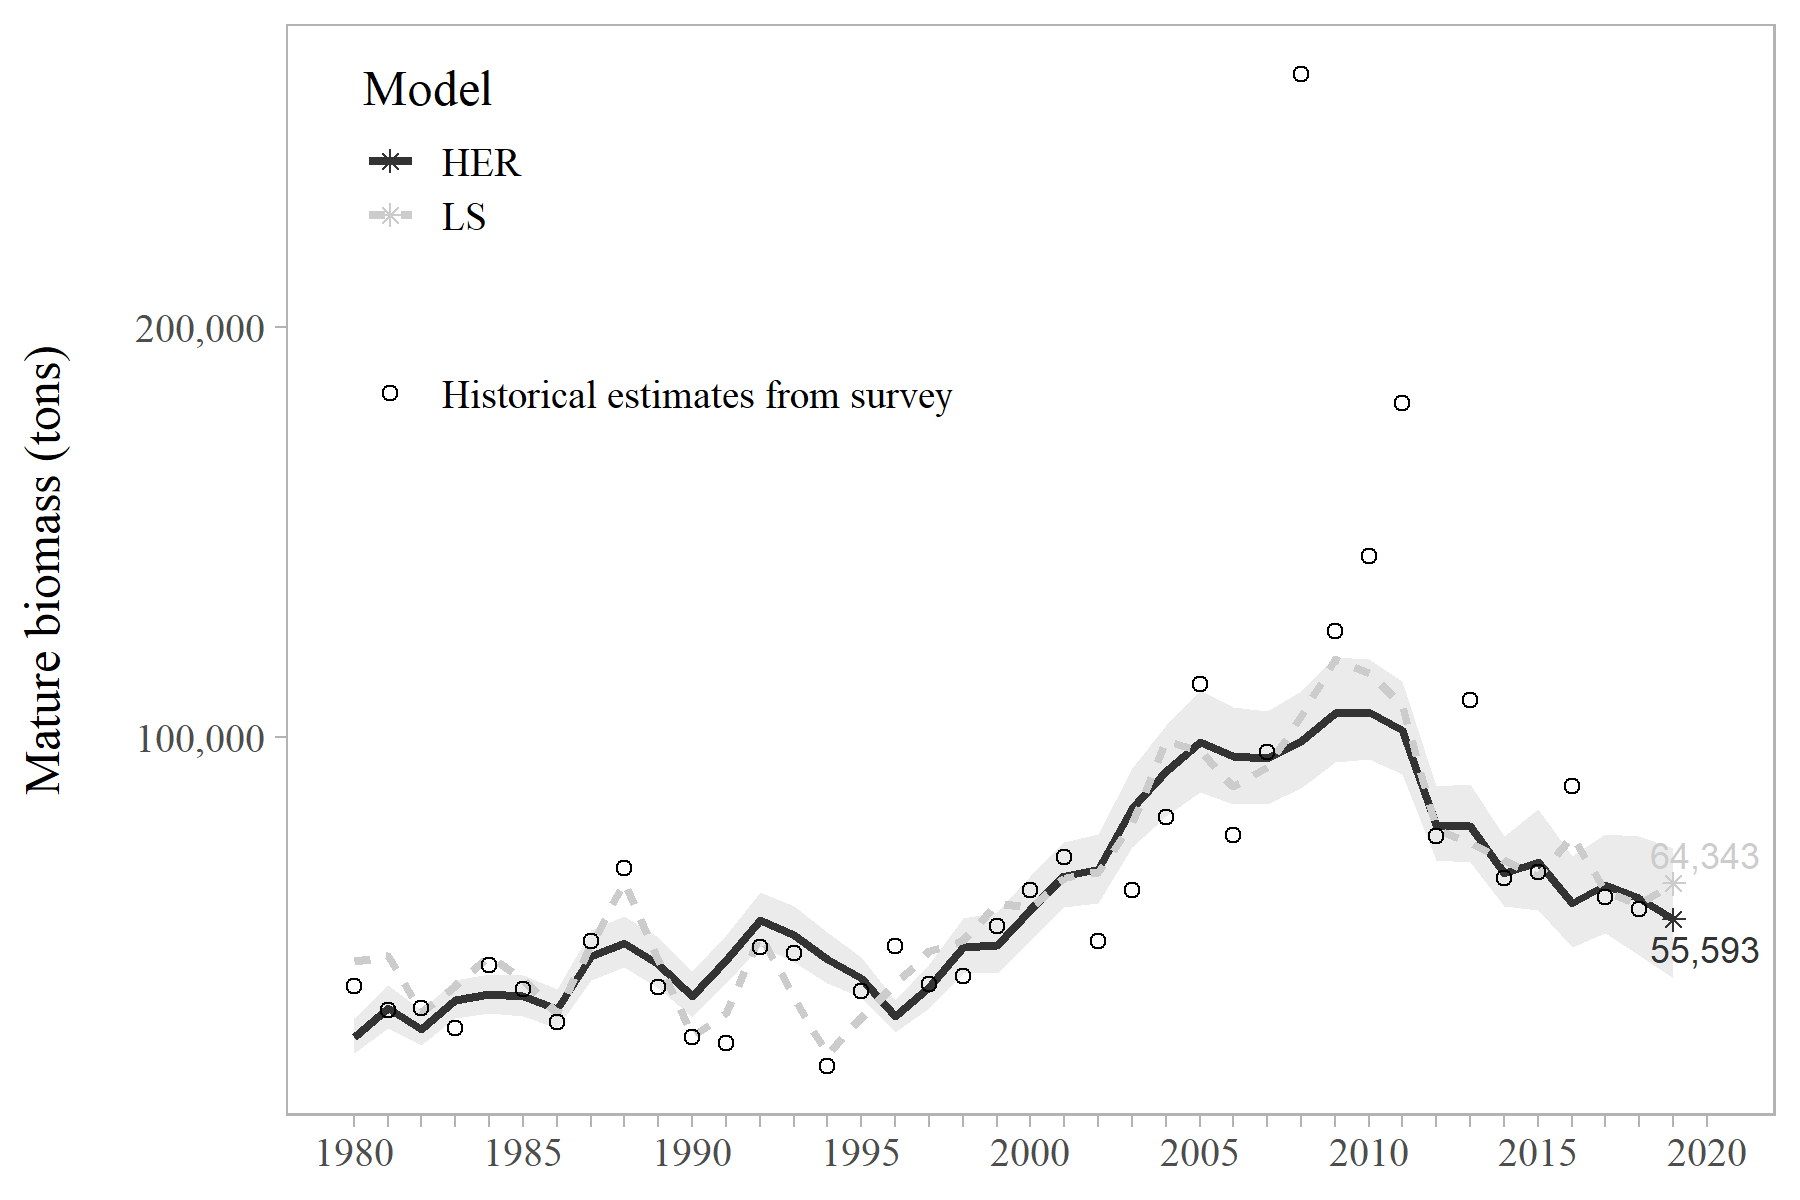 Model
HER
LS
Historical estimates from survey
Mature biomass (tons)
200,000
100,000
64,343
55,593
1980 1985 1990 1995 2000 2005 2010 2015 2020